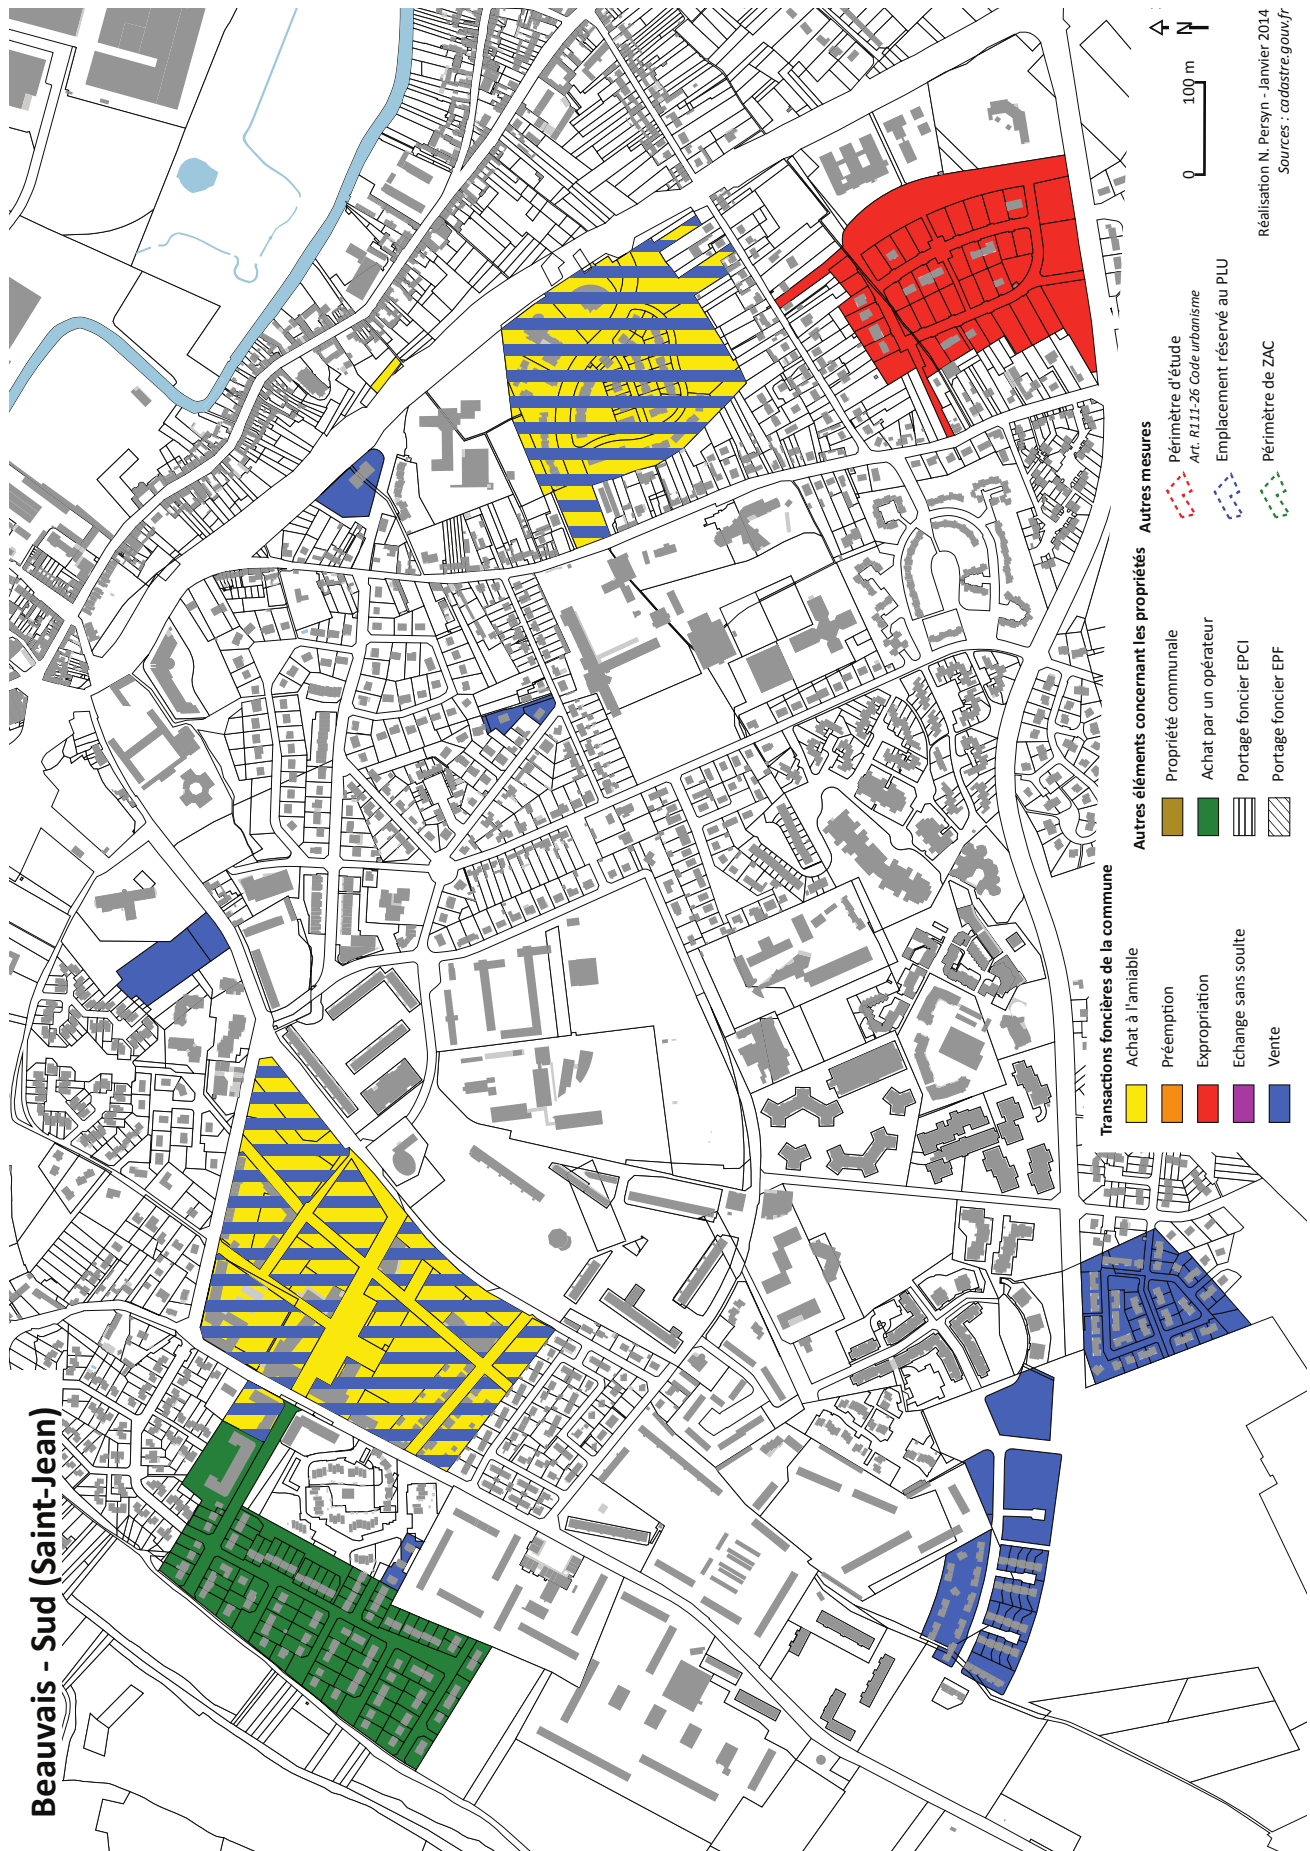 Beauvais - Sud (Saint-Jean)
Transactions foncières de la commune
Achat à l'amiable
Préemption
Expropriation
Echange sans soulte
Vente
Autres éléments concernant les propriétés
Propriété communale
Achat par un opérateur
Portage foncier EPCI
Portage foncier EPF
Autres mesures
Périmètre d'étude
Art. R111-26 Code urbanisme
Emplacement réservé au PLU
Périmètre de ZAC
N
0 100 m
Réalisation N. Persyn - Janvier 2014
Sources : cadastre.gouv.fr